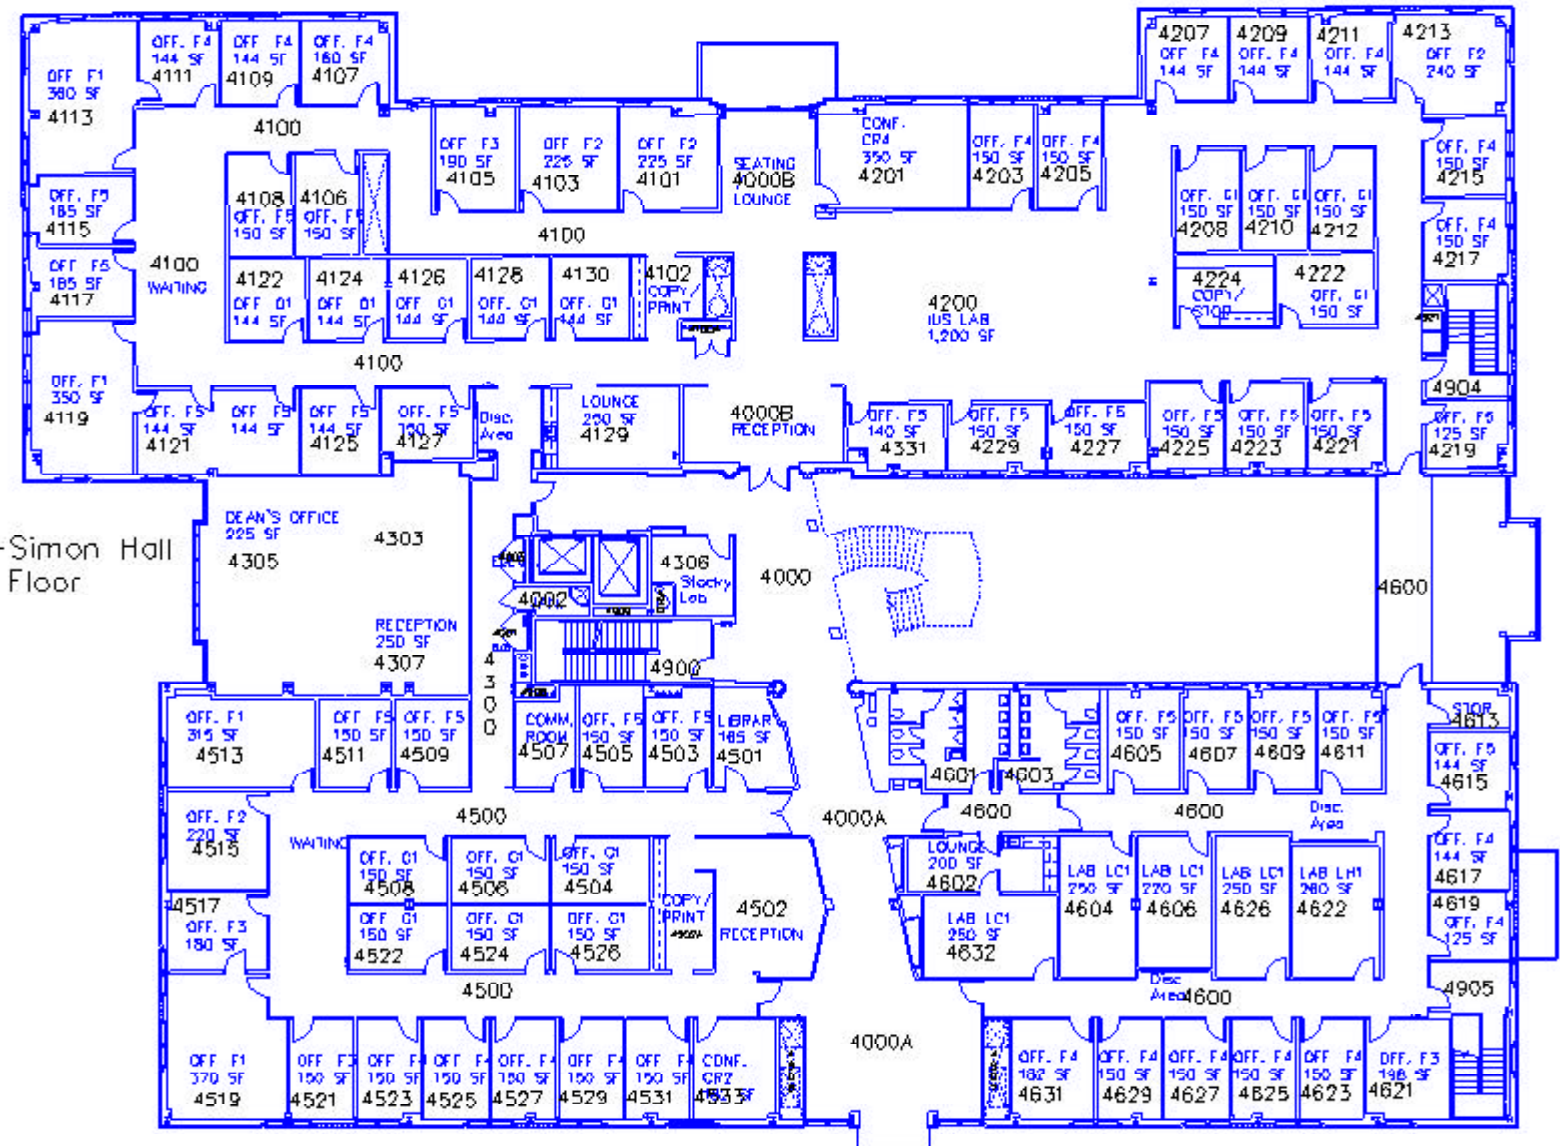 OFF. F4 OFF. F4 OFF. F4
144 SF 144 SF 160 SF
4111 4109 4107
4207 4209 4211 4213
OFF. F4 OFF. F4 OFF. F4 OFF F2
144 SF 144 SF 144 SF 240 SF
OFF F1
4113
4100
OFF F3 OFF F2 OFF F2
190 SF 225 SF 225 SF
4105 4103 4101
SEATING
4000B
LOUNGE
CONF.
CR4
350 SF
4201
OFF F4 OFF F4
150 SF 150 SF
4203 4205
OFF. F4
150 SF
4215
OFF. F5
185 SF
4115
4108 4106
OFF. F5 OFF. F5
150 SF 150 SF
4100
OFF. G1 OFF. G1 OFF. G1
150 SF 150 SF 150 SF
4208 4210 4212
OFF. F4
150 SF
4217
OFF F5
185 SF
4117
4100
WAITING
4122 4124 4126 4128 4130
OFF G1 OFF G1 OFF G1 OFF G1 OFF G1
144 SF 144 SF 144 SF 144 SF 144 SF
4102
COPY/
PRINT
4200
1,200 SF
4224
COPY/
STOR
4222
OFF. G1
150 SF
4100
OFF. F1
350 SF
4119
OFF. F5 OFF. F5 OFF. F5 OFF. F5
144 SF 144 SF 144 SF 150 SF
4121 4125 4127
Disc.
Area
LOUNGE
4129
4000B
RECEPTION
OFF. F5 OFF. F5 OFF. F5 OFF. F5 OFF. F5 OFF. F5
140 SF 150 SF 150 SF 150 SF 150 SF 150 SF
4331 4229 4227 4225 4223 4221
4904
125 SF
4219
-Simon Hall
Floor
DEAN'S OFFICE
225 SF
4305
4303
RECEPTION
250 SF
4307
4002
4306
Lab
4000
4900
4300
4600
OFF. F1
315 SF
4513
OFF F5 OFF. F5
150 SF 150 SF
4511 4509
COMM.
ROOM
4507
OFF. F5 OFF. F5
150 SF 150 SF
4505 4503
LIBRAR
185 SF
4501
4601 4603
OFF F5 OFF F5 OFF. F5 OFF. F5
150 SF 150 SF 150 SF 150 SF
4605 4607 4609 4611
STOR
4613
OFF. F5
144 SF
4615
4500
4000A
4600
4600
Disc.
Area
OFF. F2
220 SF
4515
WAITING
OFF. G1 OFF. G1 OFF. G1
150 SF 150 SF 150 SF
4508 4506 4504
OFF G1 OFF. G1 OFF. G1
150 SF 150 SF 150 SF
4522 4524 4526
COPY/
PRINT
4502
RECEPTION
LOUNGE
200 SF
4602
LAB LC1
250 SF
4632
LAB LC1 LAB LC1 LAB LC1 LAB LH1
250 SF 220 SF 250 SF 280 SF
4604 4606 4626 4622
OFF. F4
144 SF
4617
4619
OFF. F4
125 SF
4517
OFF. F3
180 SF
4500
Disc
Area
4600
4905
4000A
OFF F1
370 SF
4519
OFF F3 OFF F4 OFF F4 OFF. F4 OFF F4 OFF F4
150 SF 150 SF 150 SF 150 SF 150 SF 150 SF
4521 4523 4525 4527 4529 4531
CONF.
CR2
4533
OFF. F4 OFF. F4 OFF. F4 OFF. F4 OFF F4 OFF. F3
182 SF 150 SF 150 SF 150 SF 150 SF 198 SF
4631 4629 4627 4625 4623 4621